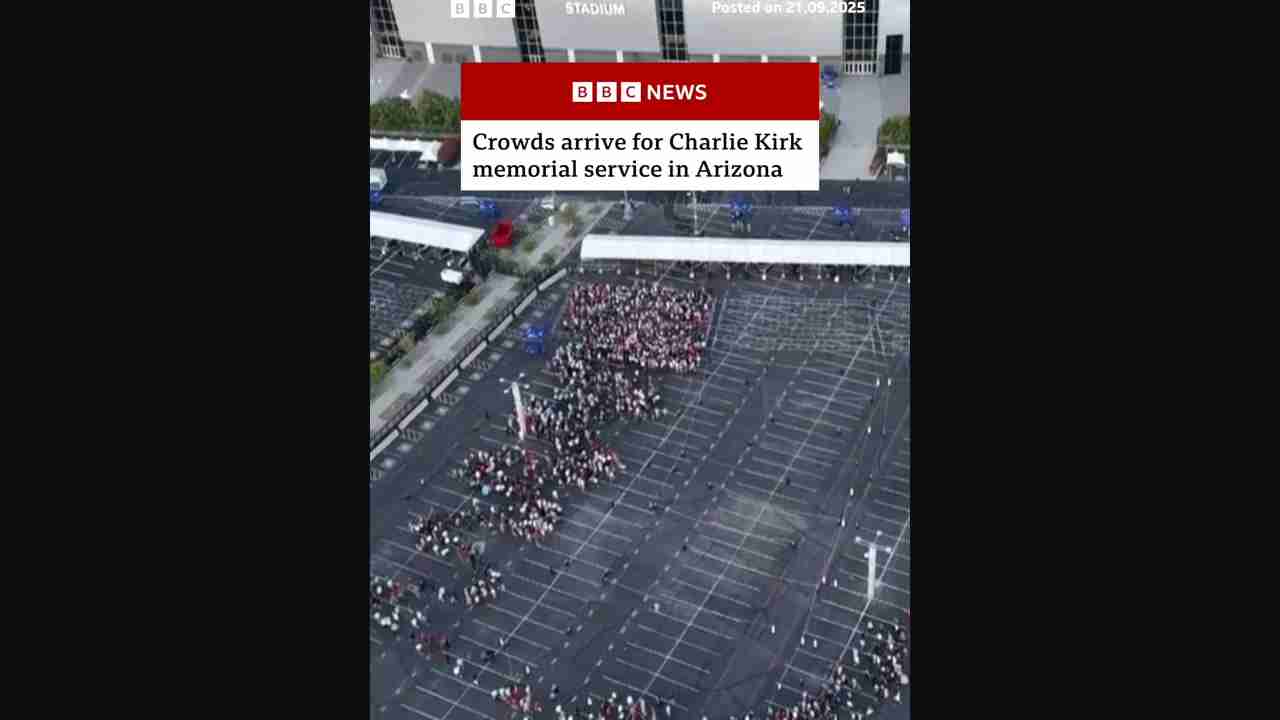 BBC STADIUM Posted on 21.09.2025
BBC NEWS
Crowds arrive for Charlie Kirk
memorial service in Arizona